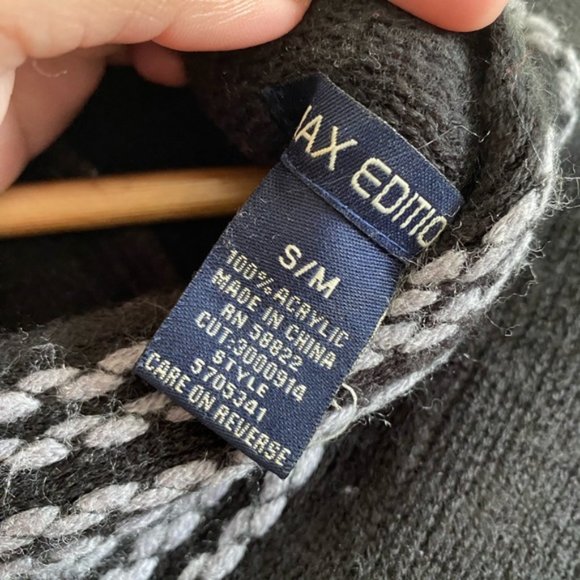 AX EDITIO
S/M
100% ACRYLIC
MADE IN CHINA
RN 58822
CUT:3000914
STYLE
5705341
CARE ON REVERSE